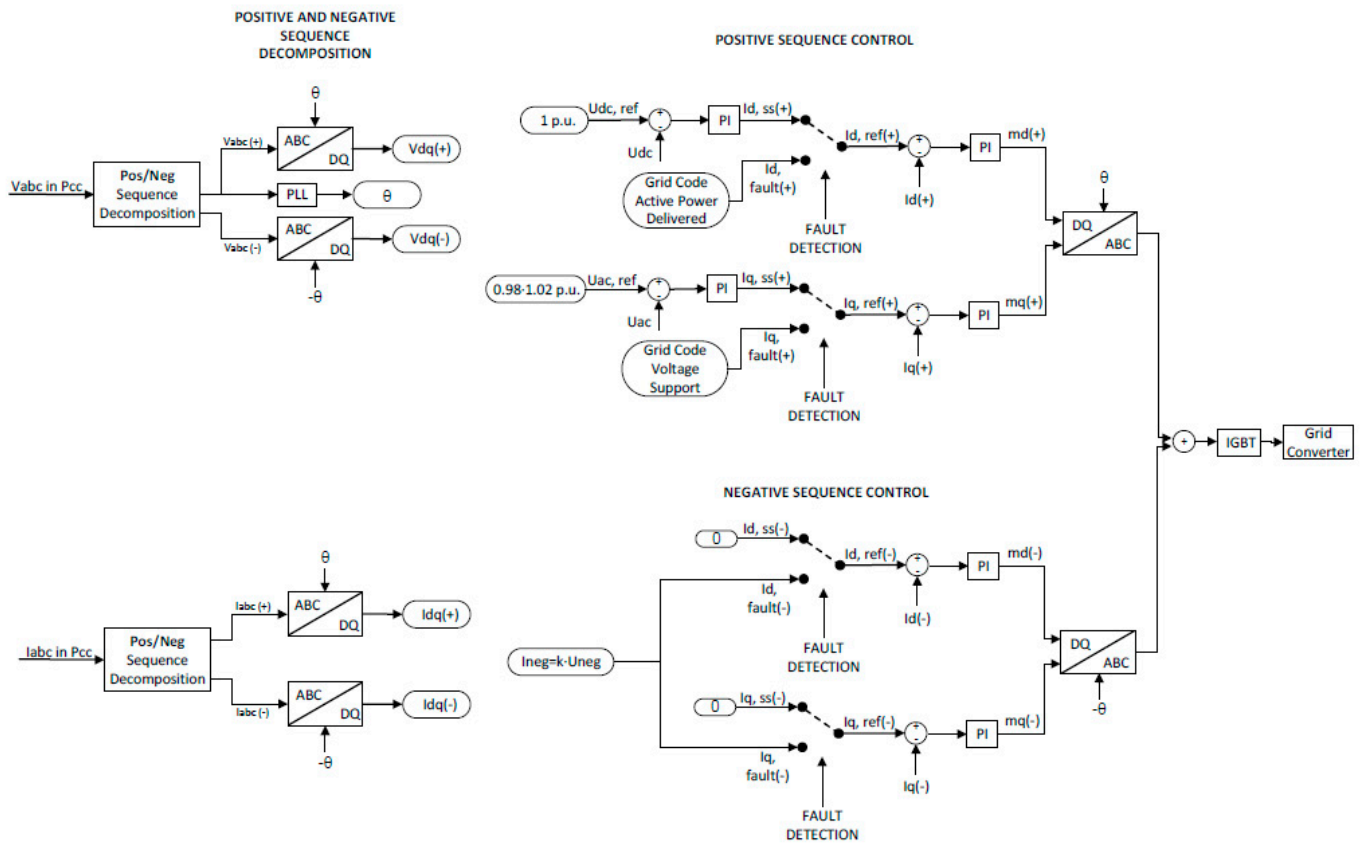 POSITIVE AND NEGATIVE
SEQUENCE
DECOMPOSITION
θ
ABC
DQ
Vabc (+)
Vdq(+)
Vabc in Pcc
Pos/Neg
Sequence
Decomposition
PLL
θ
Vabc (-)
ABC
DQ
Vdq(-)
-θ
POSITIVE SEQUENCE CONTROL
1 p.u.
Udc, ref
+
-
Udc
PI
Id, ss(+)
Id, ref(+)
+
-
Id(+)
PI
md(+)
Grid Code
Active Power
Delivered
Id,
fault(+)
FAULT
DETECTION
0.98-1.02 p.u.
Uac, ref
+
-
Uac
PI
Iq, ss(+)
Iq, ref(+)
+
-
Iq(+)
PI
mq(+)
Grid Code
Voltage
Support
Iq,
fault(+)
FAULT
DETECTION
θ
DQ
ABC
+
IGBT
Grid
Converter
Iabc in Pcc
Pos/Neg
Sequence
Decomposition
Iabc (+)
θ
ABC
DQ
Idq(+)
Iabc (-)
ABC
DQ
Idq(-)
-θ
NEGATIVE SEQUENCE CONTROL
0
Id, ss(-)
Id, ref(-)
+
-
Id(-)
PI
md(-)
Id,
fault(-)
FAULT
DETECTION
Ineg=k·Uneg
0
Iq, ss(-)
Iq, ref(-)
+
-
Iq(-)
PI
mq(-)
Iq,
fault(-)
FAULT
DETECTION
DQ
ABC
-θ